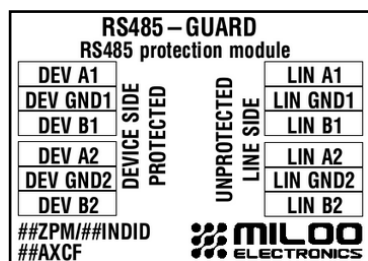 RS485–GUARD
RS485 protection module
DEV A1
DEV GND1
DEV B1
DEV A2
DEV GND2
DEV B2
DEVICE SIDE
PROTECTED
UNPROTECTED
LINE SIDE
LIN A1
LIN GND1
LIN B1
LIN A2
LIN GND2
LIN B2
##ZPM/##INDID
##AXCF
MILOO
ELECTRONICS